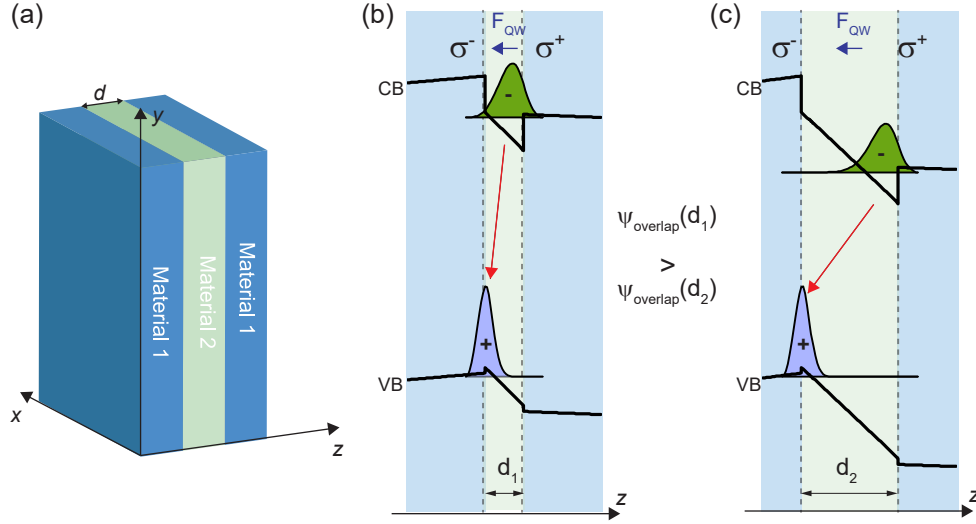 (a)
d
y
Material 1
Material 2
Material 1
x
z
(b)
F_QW
σ⁻
σ⁺
CB
-
+
VB
d₁
z
ψ_overlap(d₁)
>
ψ_overlap(d₂)
(c)
F_QW
σ⁻
σ⁺
CB
-
+
VB
d₂
z